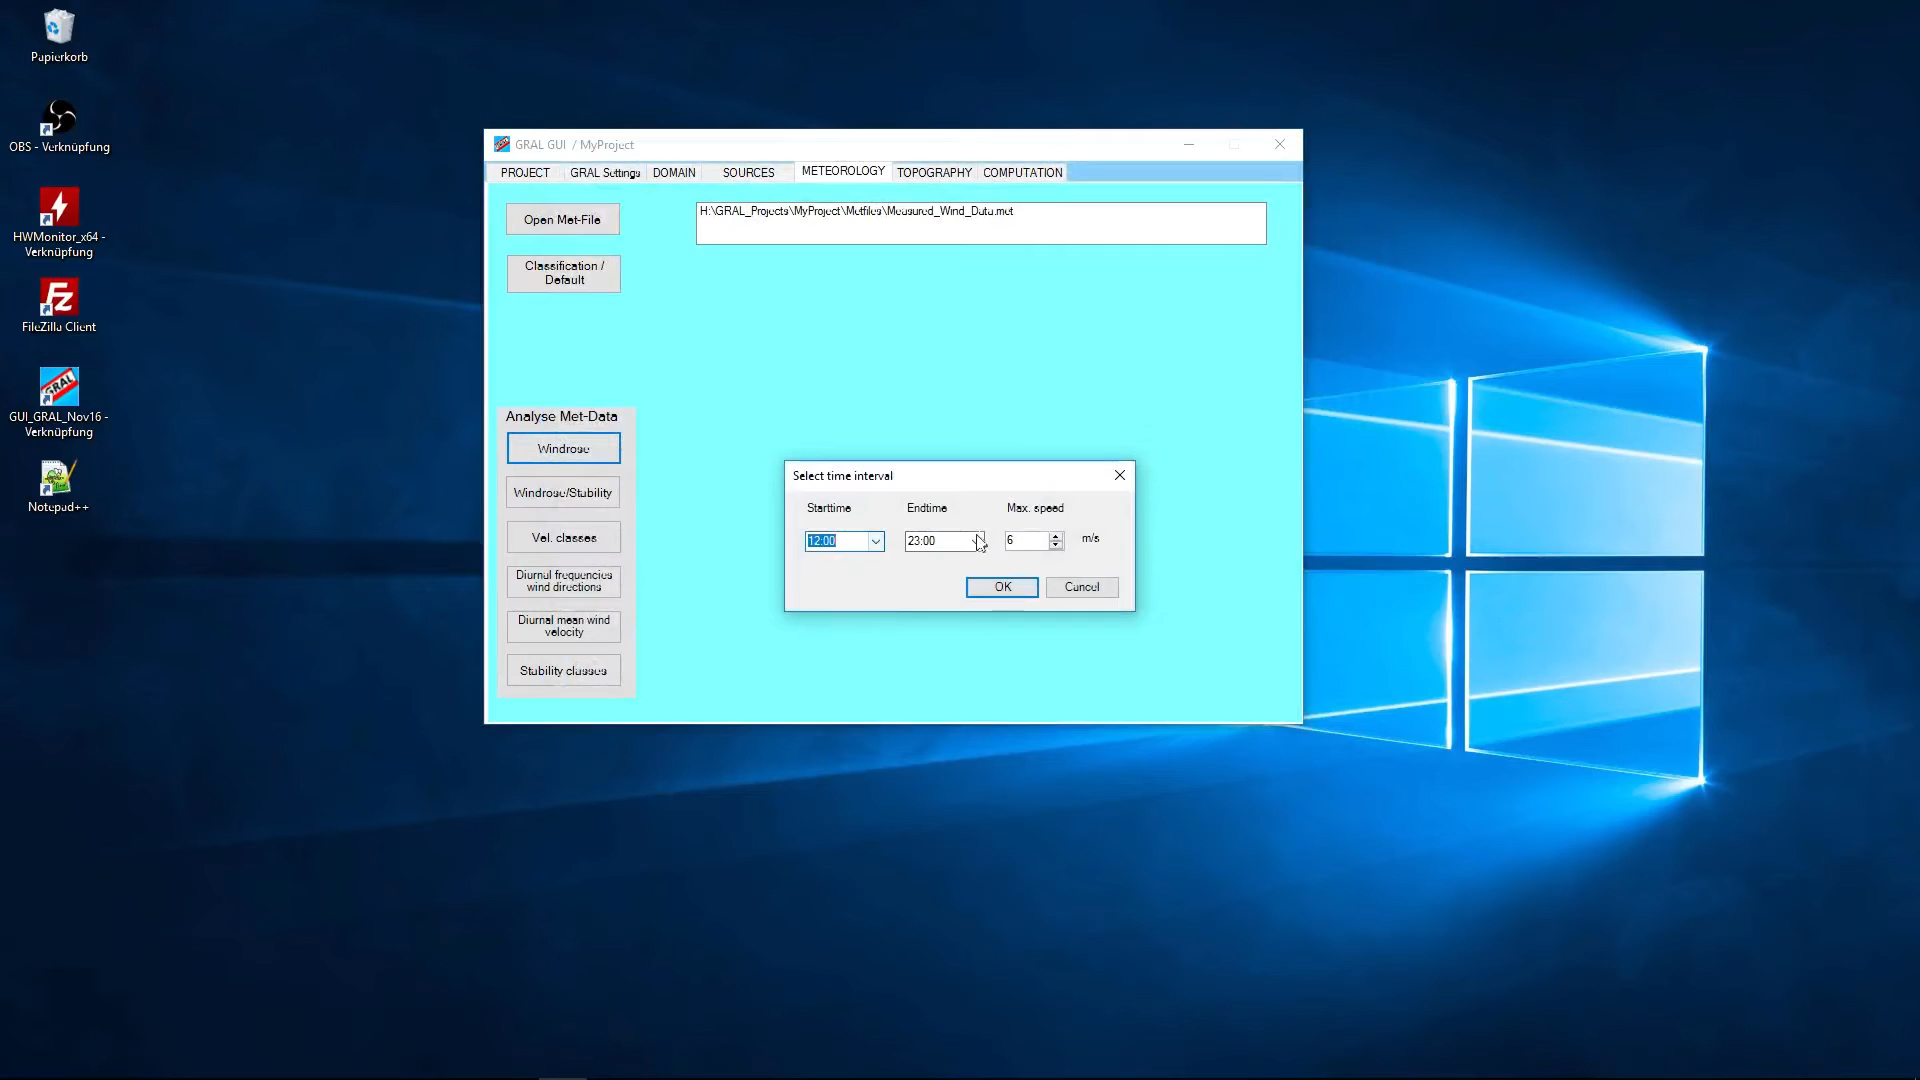 Papierkorb
OBS - Verknüpfung
HWMonitor_x64 -
Verknüpfung
FileZilla Client
GRAL
GUI_GRAL_Nov16 -
Verknüpfung
Notepad++
GRAL GUI / MyProject
PROJECT GRAL Settings DOMAIN SOURCES METEOROLOGY TOPOGRAPHY COMPUTATION
Open Met-File
H:\GRAL_Projects\MyProject\Metfiles\Measured_Wind_Data.met
Classification /
Default
Analyse Met-Data
Windrose
Windrose/Stability
Vel. classes
Diurnal frequencies
wind directions
Diurnal mean wind
velocity
Stability classes
Select time interval
Starttime Endtime Max. speed
12:00 23:00 6 m/s
OK Cancel